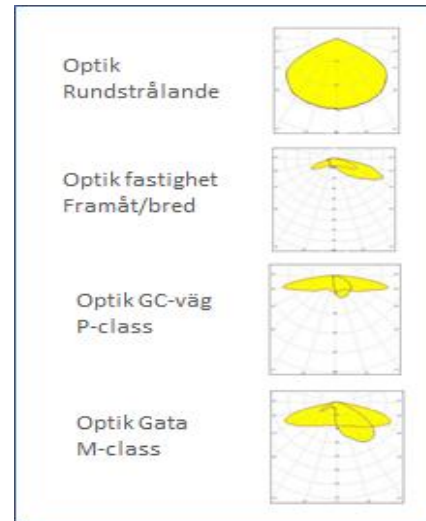 Optik
Rundstrålande
Optik fastighet
Framåt/bred
Optik GC-väg
P-class
Optik Gata
M-class